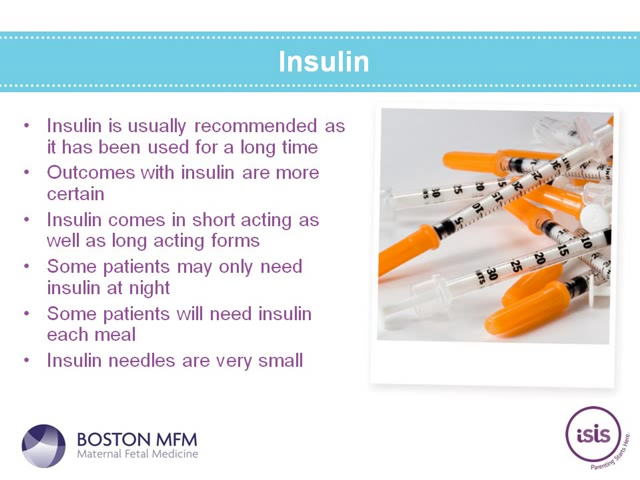 Insulin
• Insulin is usually recommended as
it has been used for a long time
• Outcomes with insulin are more
certain
• Insulin comes in short acting as
well as long acting forms
• Some patients may only need
insulin at night
• Some patients will need insulin
each meal
• Insulin needles are very small
BOSTON MFM
Maternal Fetal Medicine
isis
Parenting Starts Here.